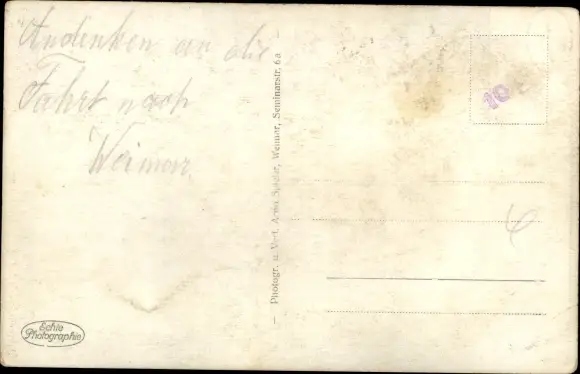 Andenken an die
Fahrt nach
Weimar
— Photogr. u. Verl. Weimar, Seminarstr. 6a —
10
Echte
Photographie